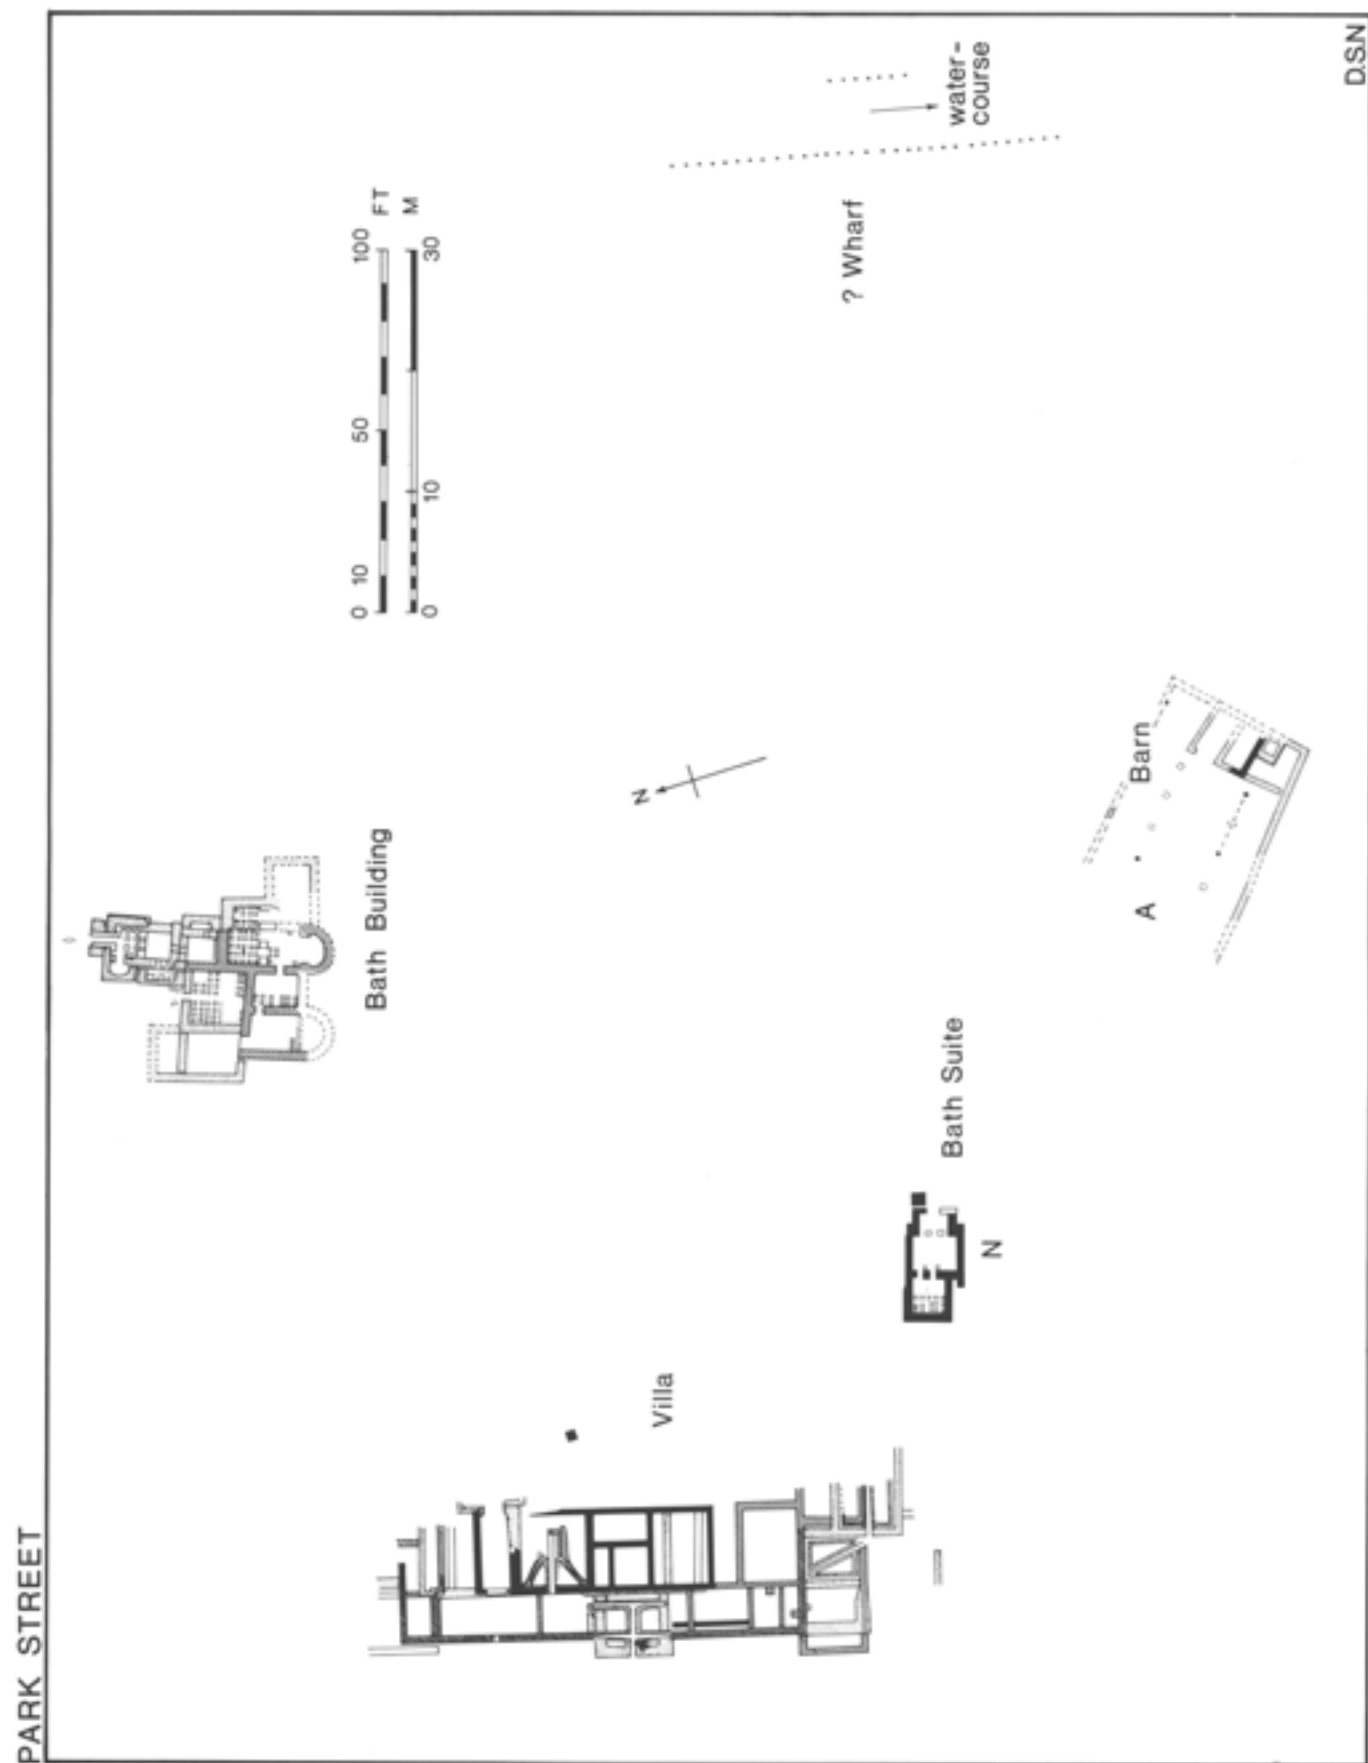 PARK STREET
Villa
N
Bath Suite
Bath Building
A
Barn
N
0 10 50 100 FT
0 10 30 M
? Wharf
water-
course
D.S.N